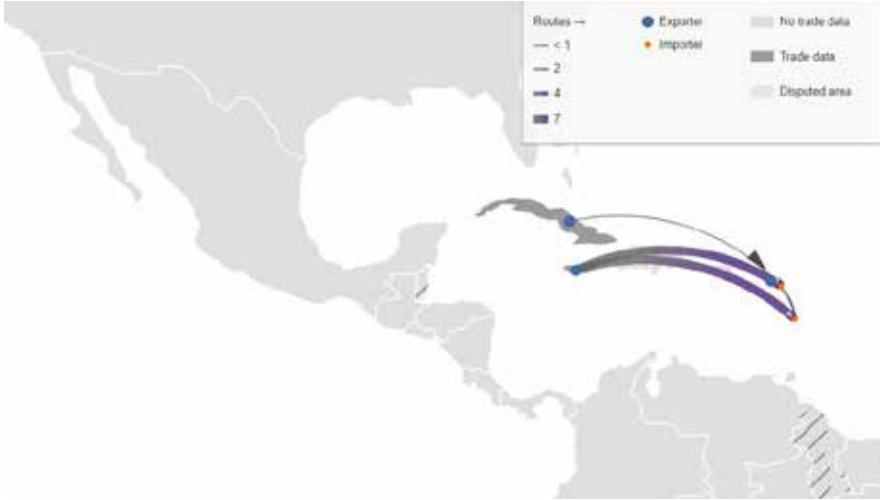 Routes →
< 1
2
4
7
Exporter
Importer
No trade data
Trade data
Disputed area